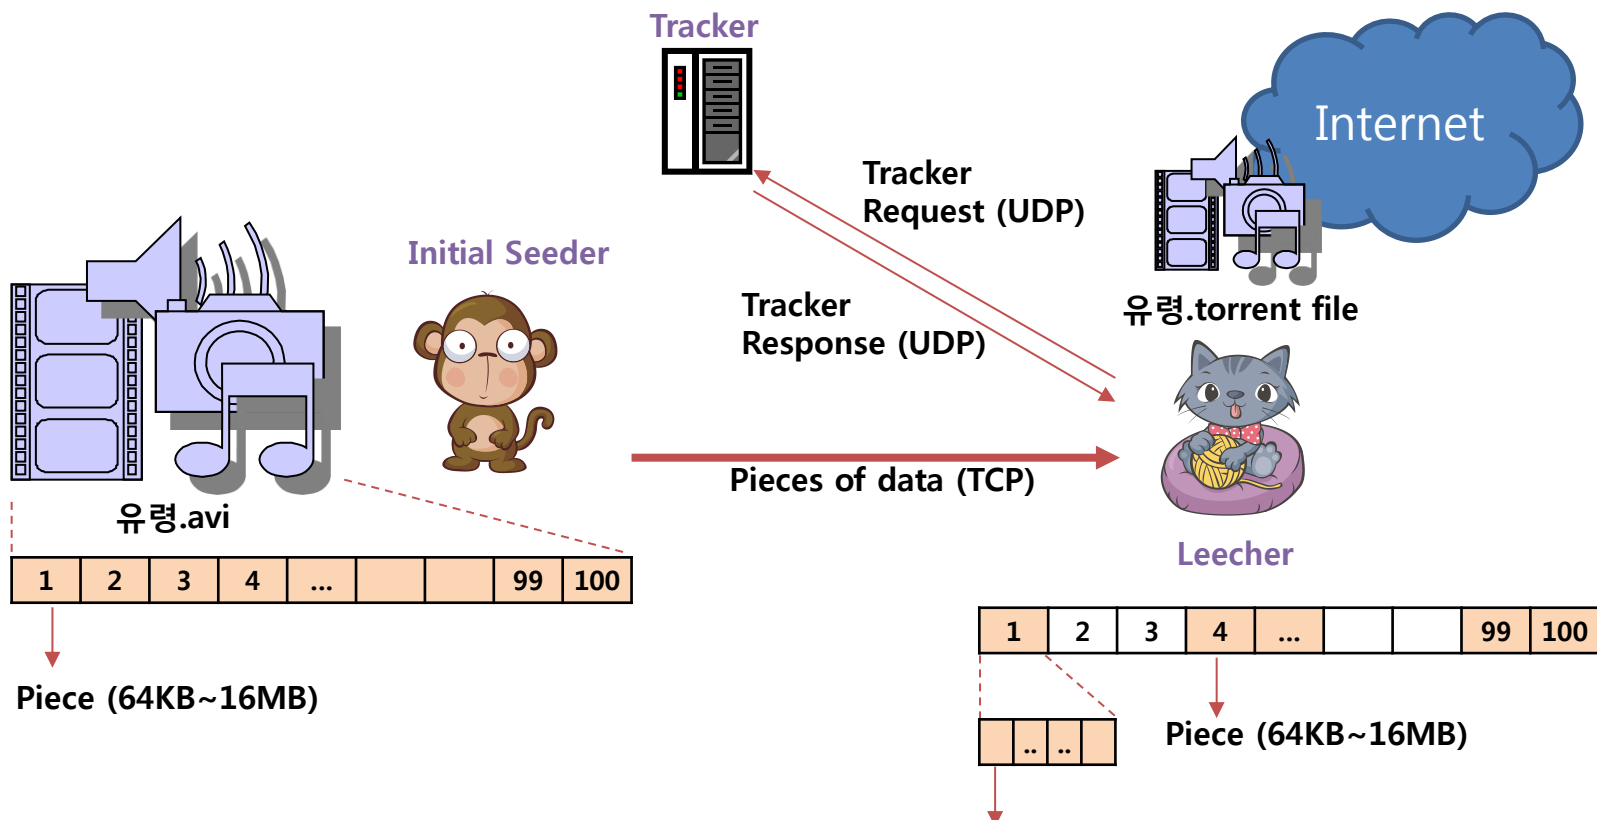 Tracker
Internet
Tracker
Request (UDP)
Initial Seeder
Tracker
Response (UDP)
유령.torrent file
Pieces of data (TCP)
유령.avi
Leecher
1 2 3 4 ... 99 100
1 2 3 4 ... 99 100
Piece (64KB~16MB)
.. ..
Piece (64KB~16MB)